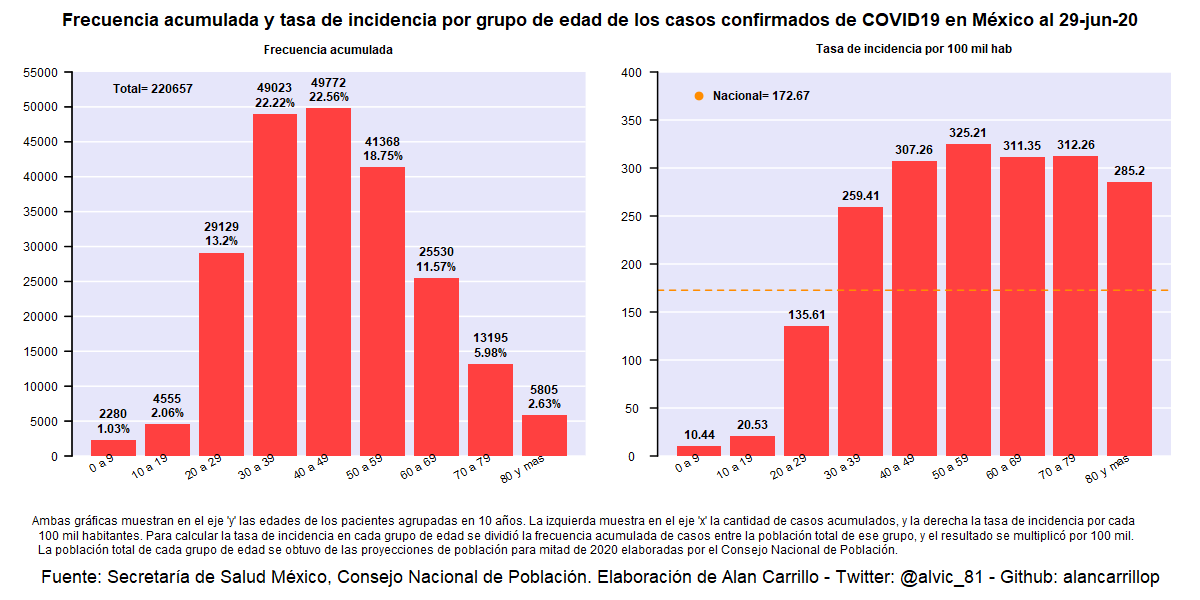 Frecuencia acumulada y tasa de incidencia por grupo de edad de los casos confirmados de COVID19 en México al 29-jun-20
Frecuencia acumulada
Total= 220657
55000
50000
45000
40000
35000
30000
25000
20000
15000
10000
5000
0
2280
1.03%
4555
2.06%
29129
13.2%
49023
22.22%
49772
22.56%
41368
18.75%
25530
11.57%
13195
5.98%
5805
2.63%
0 a 9
10 a 19
20 a 29
30 a 39
40 a 49
50 a 59
60 a 69
70 a 79
80 y mas
Tasa de incidencia por 100 mil hab
Nacional= 172.67
400
350
300
250
200
150
100
50
0
10.44
20.53
135.61
259.41
307.26
325.21
311.35
312.26
285.2
0 a 9
10 a 19
20 a 29
30 a 39
40 a 49
50 a 59
60 a 69
70 a 79
80 y mas
Ambas gráficas muestran en el eje 'y' las edades de los pacientes agrupadas en 10 años. La izquierda muestra en el eje 'x' la cantidad de casos acumulados, y la derecha la tasa de incidencia por cada
100 mil habitantes. Para calcular la tasa de incidencia en cada grupo de edad se dividió la frecuencia acumulada de casos entre la población total de ese grupo, y el resultado se multiplicó por 100 mil.
La población total de cada grupo de edad se obtuvo de las proyecciones de población para mitad de 2020 elaboradas por el Consejo Nacional de Población.
Fuente: Secretaría de Salud México, Consejo Nacional de Población. Elaboración de Alan Carrillo - Twitter: @alvic_81 - Github: alancarrillop